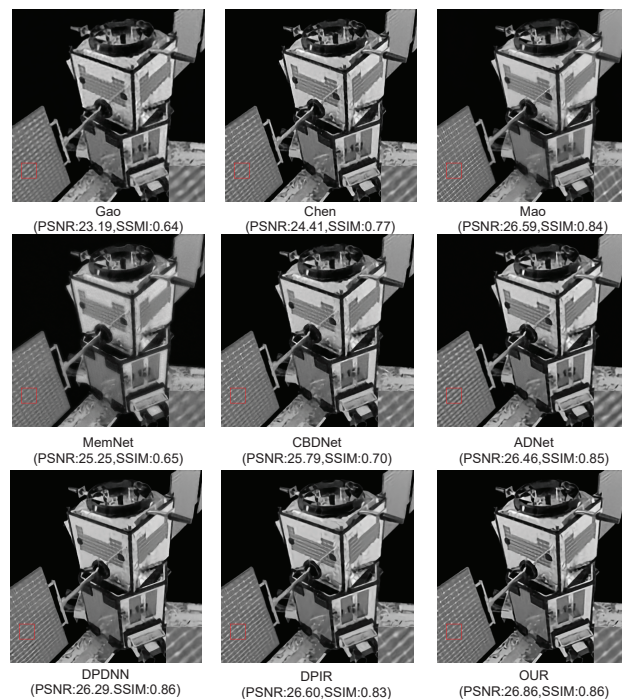 Gao
(PSNR:23.19,SSMI:0.64)
Chen
(PSNR:24.41,SSIM:0.77)
Mao
(PSNR:26.59,SSIM:0.84)
MemNet
(PSNR:25.25,SSIM:0.65)
CBDNet
(PSNR:25.79,SSIM:0.70)
ADNet
(PSNR:26.46,SSIM:0.85)
DPDNN
(PSNR:26.29.SSIM:0.86)
DPIR
(PSNR:26.60,SSIM:0.83)
OUR
(PSNR:26.86,SSIM:0.86)